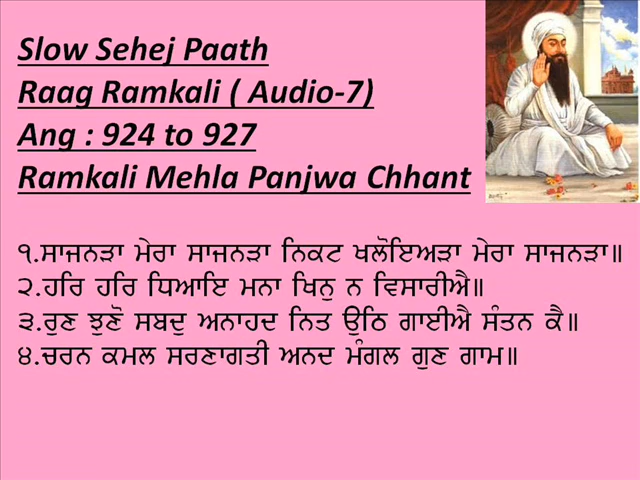 Slow Sehej Paath
Raag Ramkali ( Audio-7)
Ang : 924 to 927
Ramkali Mehla Panjwa Chhant
੧.ਸਾਜਨੜਾ ਮੇਰਾ ਸਾਜਨੜਾ ਨਿਕਟ ਖਲੋਇਅੜਾ ਮੇਰਾ ਸਾਜਨੜਾ॥
੨.ਹਰਿ ਹਰਿ ਧਿਆਇ ਮਨਾ ਖਿਨੁ ਨ ਵਿਸਾਰੀਐ॥
੩.ਰੁਣ ਝੁਣੋ ਸਬਦੁ ਅਨਾਹਦ ਨਿਤ ਉਠਿ ਗਾਈਐ ਸੰਤਨ ਕੈ॥
੪.ਚਰਨ ਕਮਲ ਸਰਣਾਗਤੀ ਅਨਦ ਮੰਗਲ ਗੁਣ ਗਾਮ॥